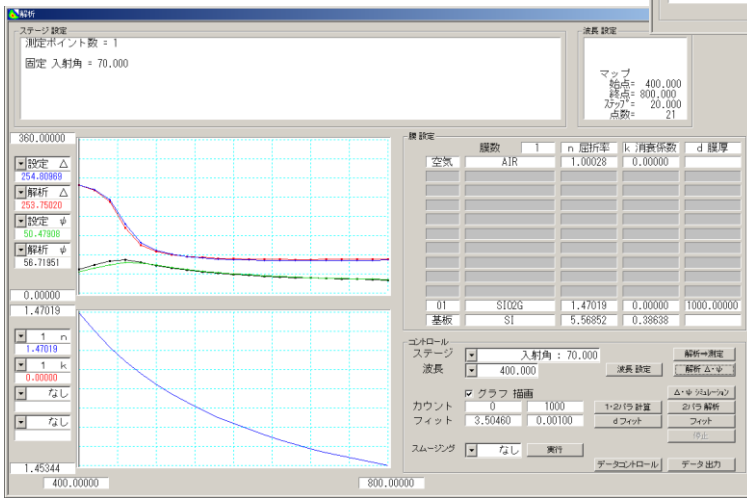 解析
ステージ 設定
測定ポイント数 = 1
固定 入射角 = 70.000
波長 設定
マップ
始点= 400.000
終点= 800.000
ステップ= 20.000
点数= 21
360.00000
設定 Δ
254.80969
解析 Δ
253.75020
設定 ψ
50.47908
解析 ψ
56.71951
0.00000
1.47019
1 n
1.47019
1 k
0.00000
なし
なし
1.45344
400.00000 800.00000
膜 設定
膜数 1 n 屈折率 k 消衰係数 d 膜厚
空気 AIR 1.00028 0.00000
01 SIO2G 1.47019 0.00000 1000.00000
基板 SI 5.56852 0.38638
コントロール
ステージ 入射角 : 70.000 解析⇒測定
波長 400.000 波長 設定 解析 Δ・ψ
グラフ 描画 Δ・ψ シミュレーション
カウント 0 1000 1・2パラ 計算 2パラ 解析
フィット 3.50460 0.00100 d フィット フィット
停止
スムージング なし 実行
データコントロール データ 出力